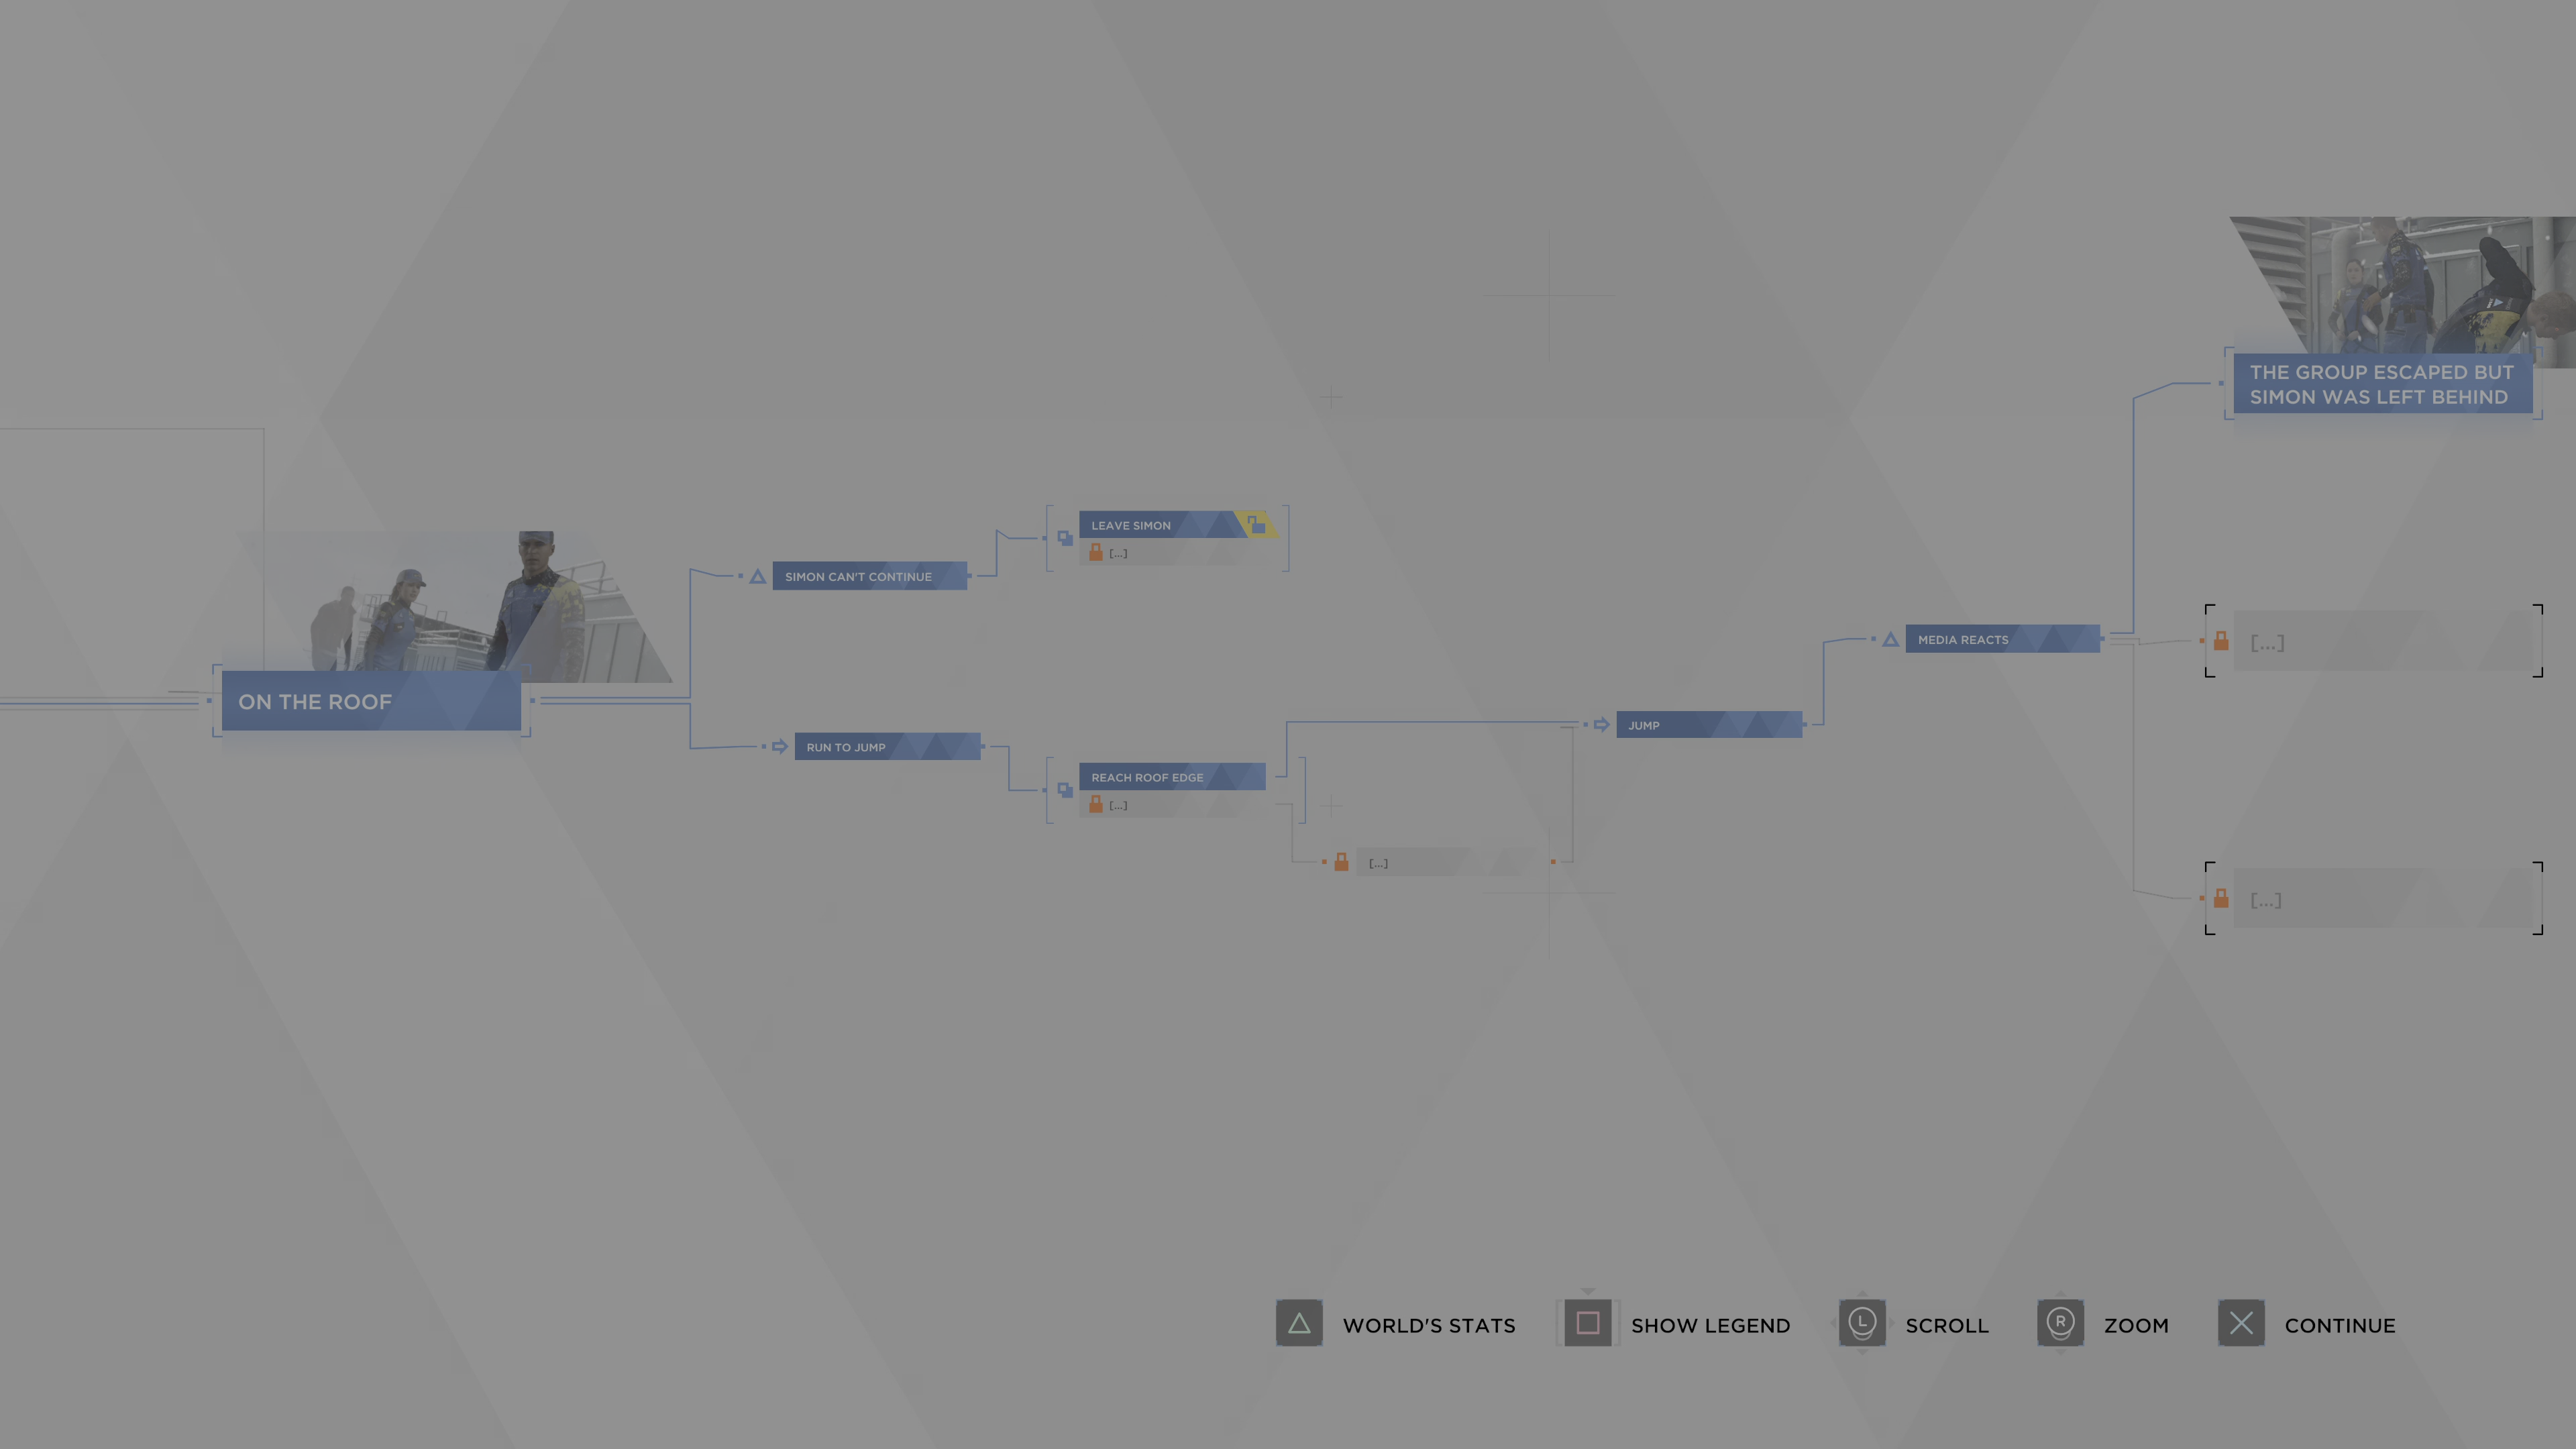 THE GROUP ESCAPED BUT
SIMON WAS LEFT BEHIND
LEAVE SIMON
[...]
SIMON CAN'T CONTINUE
MEDIA REACTS
[...]
ON THE ROOF
JUMP
RUN TO JUMP
REACH ROOF EDGE
[...]
[...]
[...]
WORLD'S STATS
SHOW LEGEND
L
SCROLL
R
ZOOM
CONTINUE